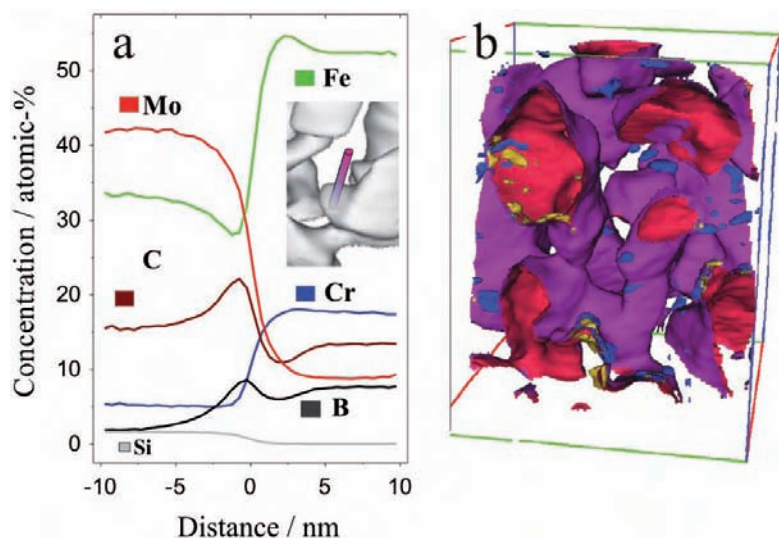 a
b
Concentration / atomic-%
50
40
30
20
10
0
Mo
Fe
C
Cr
B
Si
-10
-5
0
5
10
Distance / nm